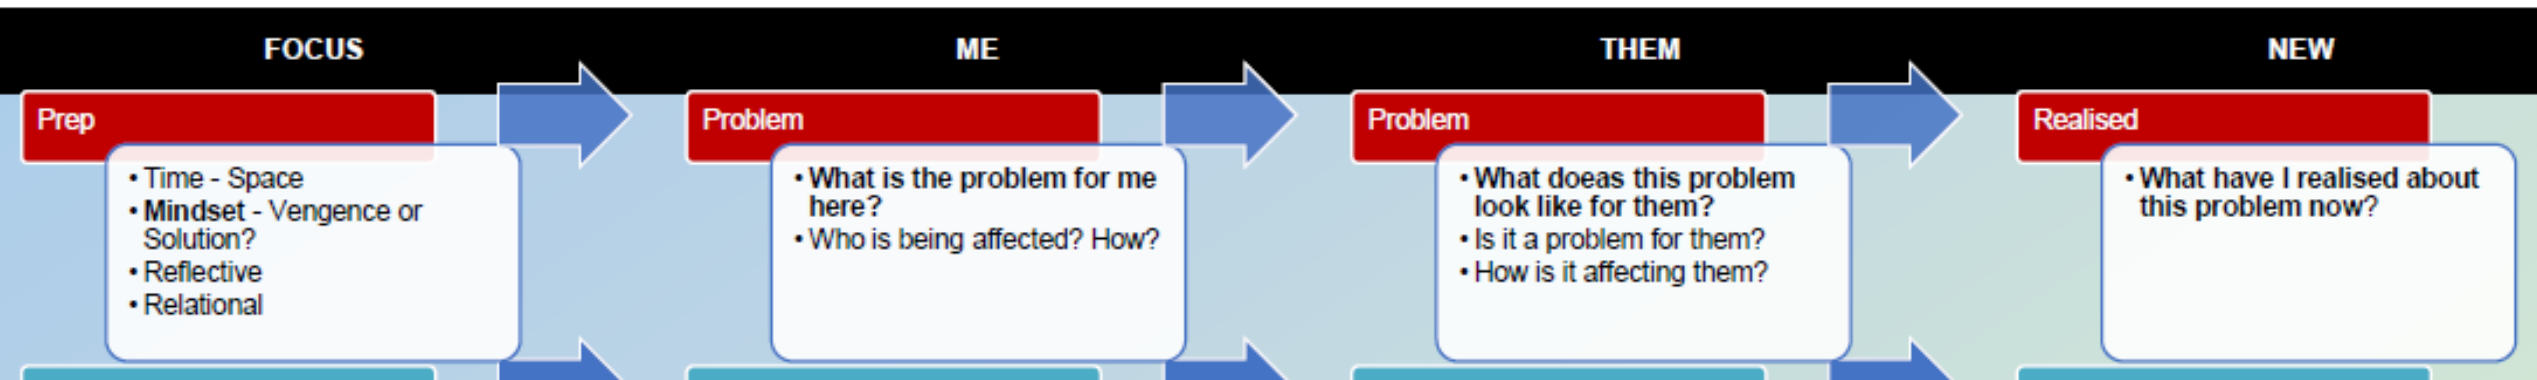 FOCUS
ME
THEM
NEW
Prep
• Time - Space
• Mindset - Vengence or
Solution?
• Reflective
• Relational
Problem
• What is the problem for me
here?
• Who is being affected? How?
Problem
• What doeas this problem
look like for them?
• Is it a problem for them?
• How is it affecting them?
Realised
• What have I realised about
this problem now?